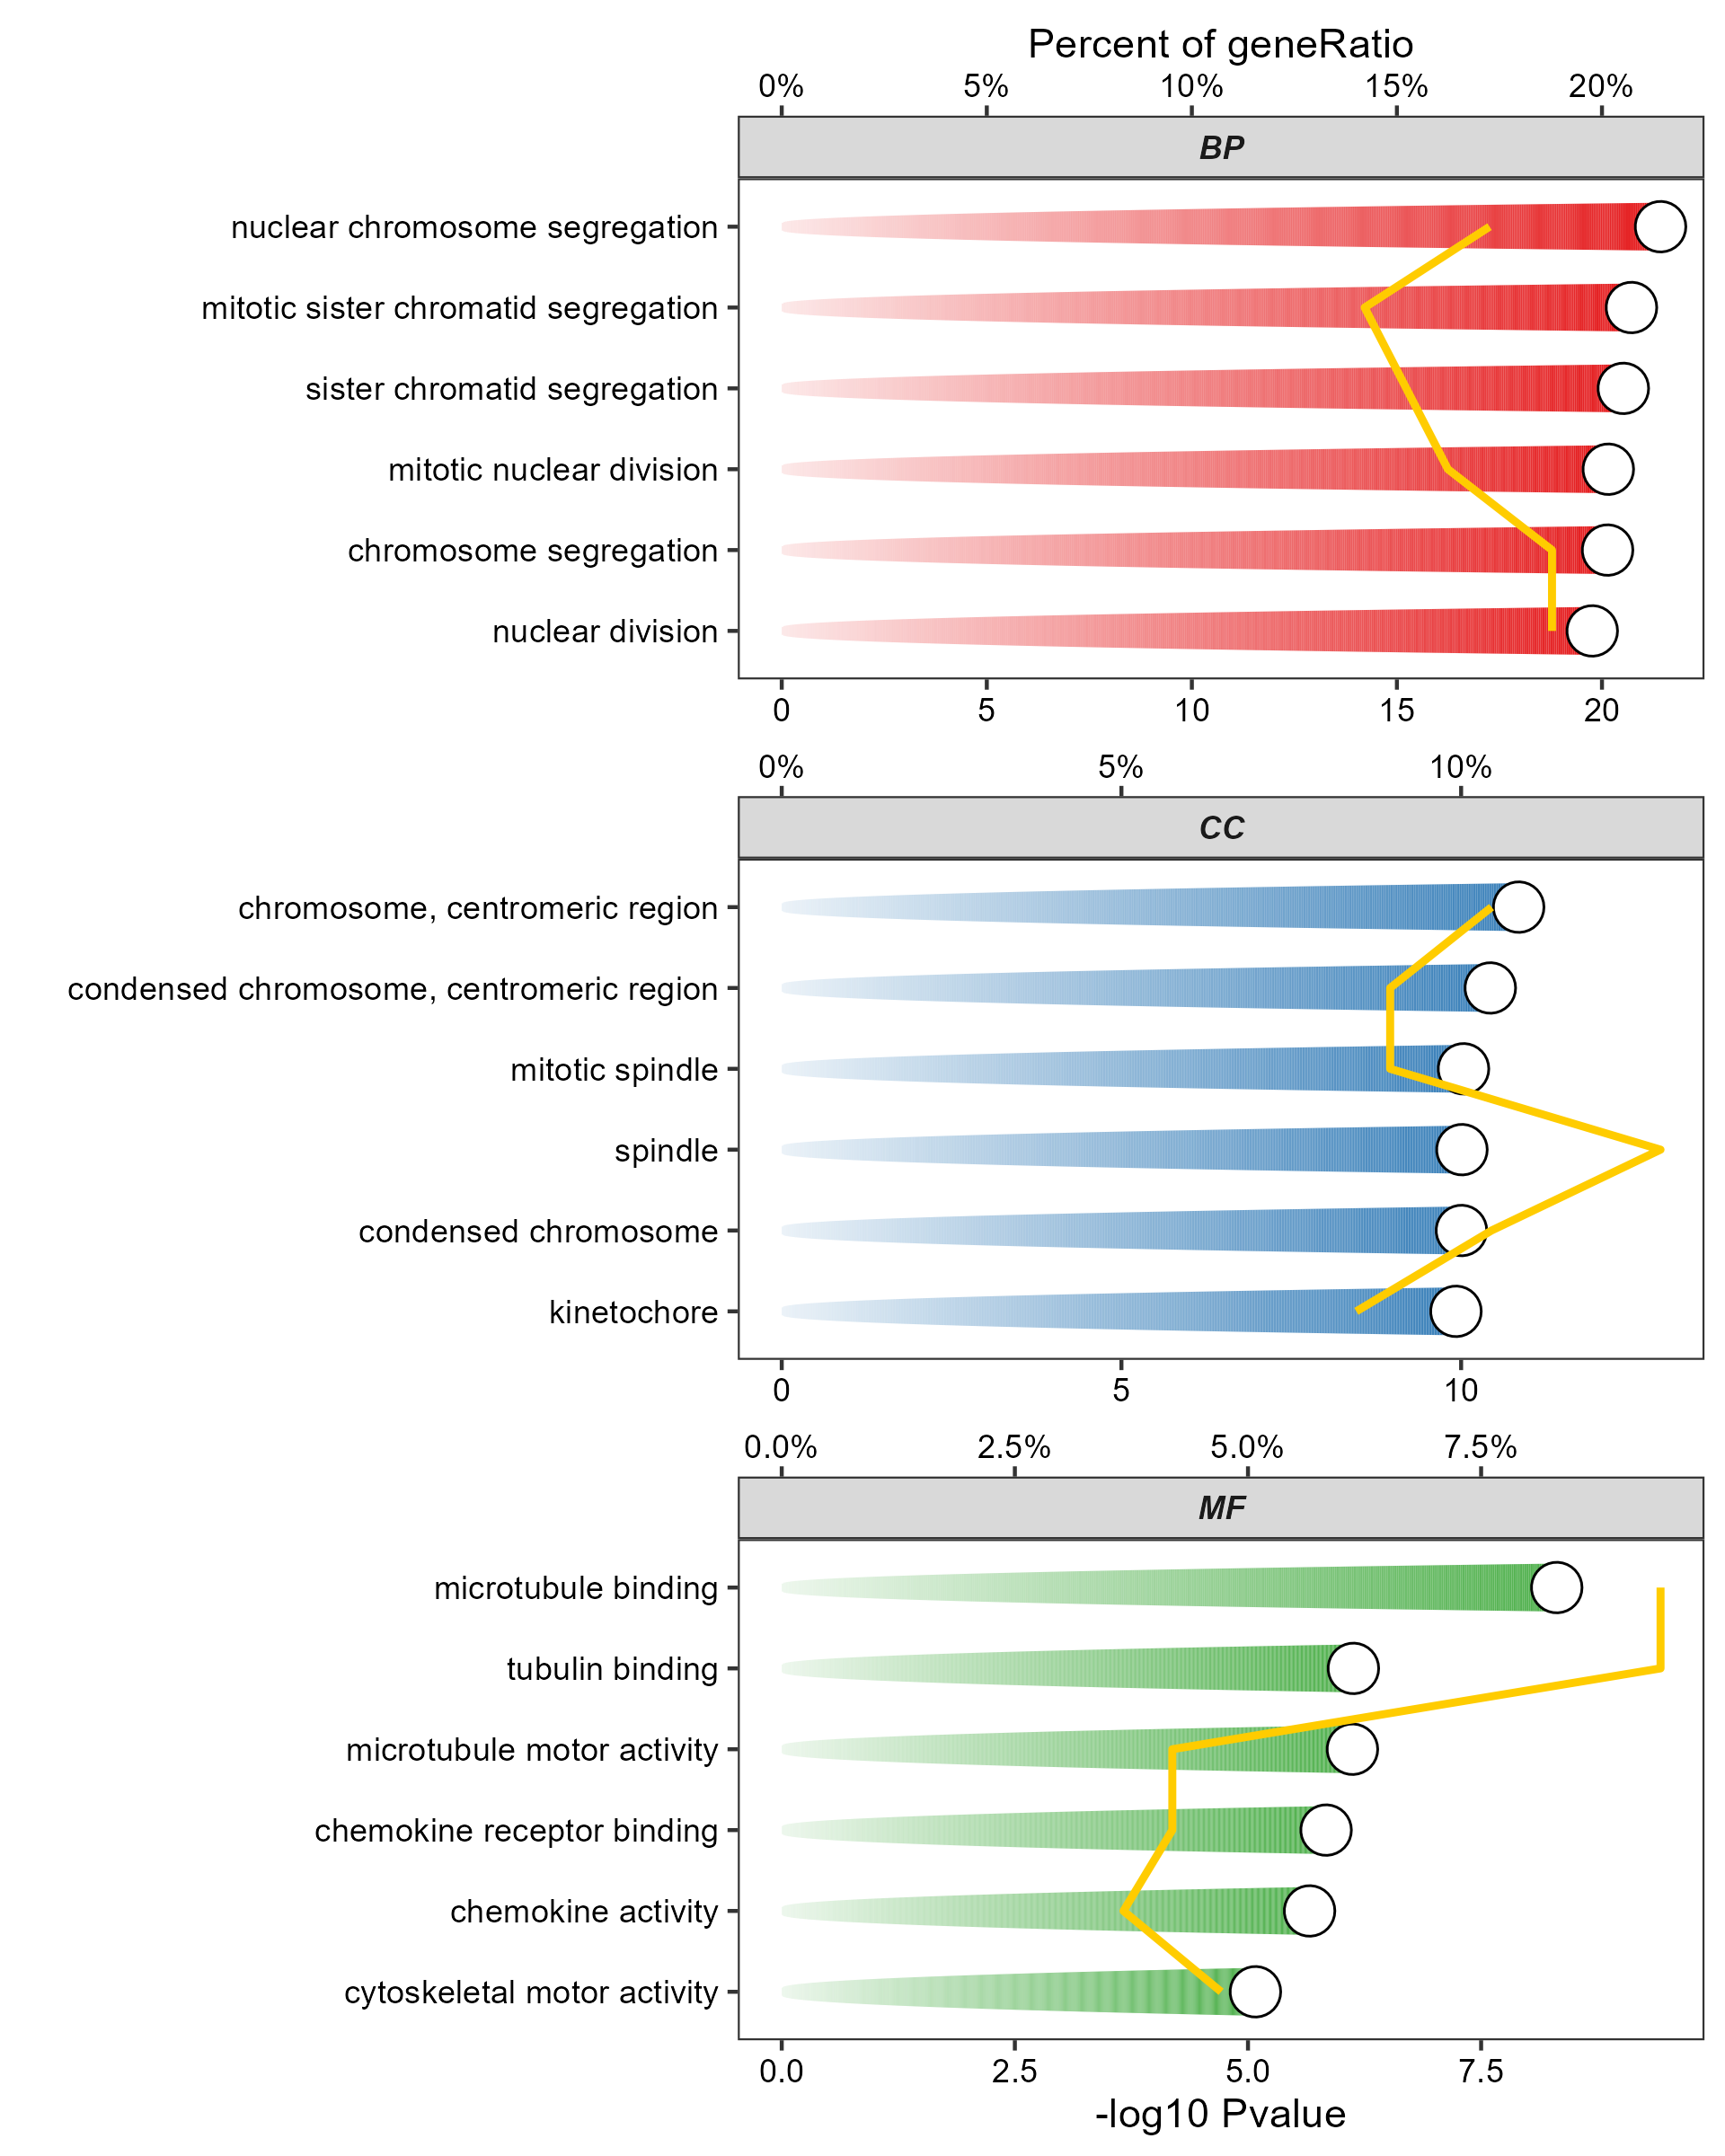 Percent of geneRatio
0% 5% 10% 15% 20%
BP
nuclear chromosome segregation
mitotic sister chromatid segregation
sister chromatid segregation
mitotic nuclear division
chromosome segregation
nuclear division
0 5 10 15 20
0% 5% 10%
CC
chromosome, centromeric region
condensed chromosome, centromeric region
mitotic spindle
spindle
condensed chromosome
kinetochore
0 5 10
0.0% 2.5% 5.0% 7.5%
MF
microtubule binding
tubulin binding
microtubule motor activity
chemokine receptor binding
chemokine activity
cytoskeletal motor activity
0.0 2.5 5.0 7.5
-log10 Pvalue